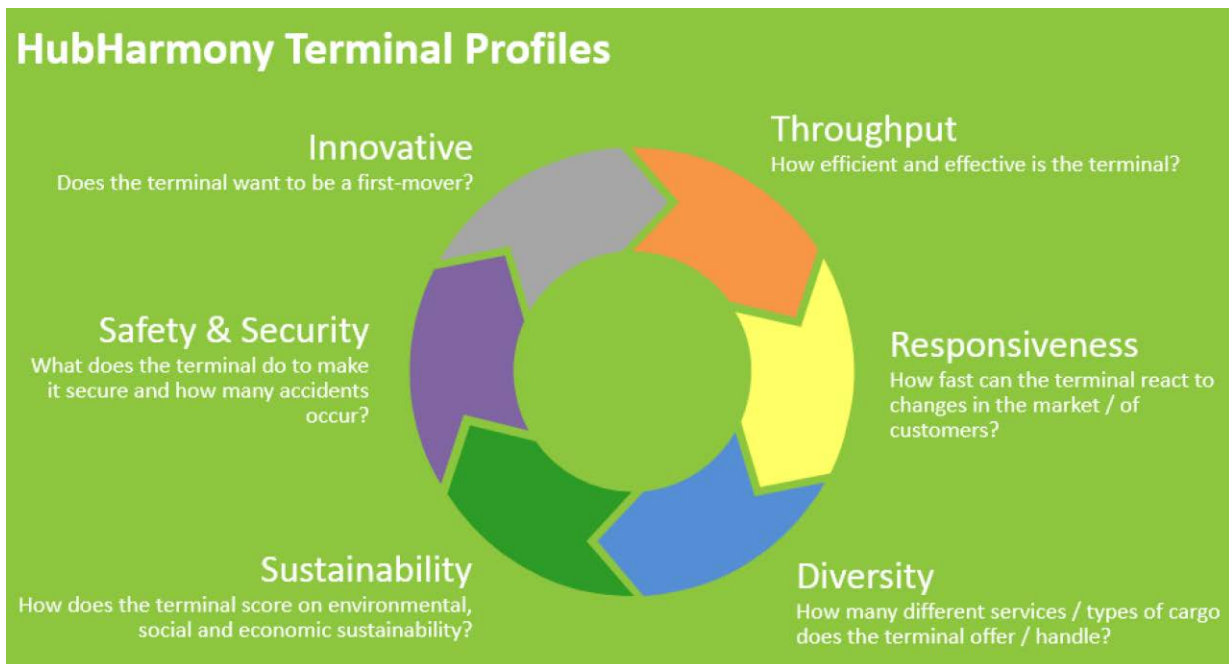 HubHarmony Terminal Profiles
Innovative
Does the terminal want to be a first-mover?
Throughput
How efficient and effective is the terminal?
Safety & Security
What does the terminal do to make
it secure and how many accidents
occur?
Responsiveness
How fast can the terminal react to
changes in the market / of
customers?
Sustainability
How does the terminal score on environmental,
social and economic sustainability?
Diversity
How many different services / types of cargo
does the terminal offer / handle?